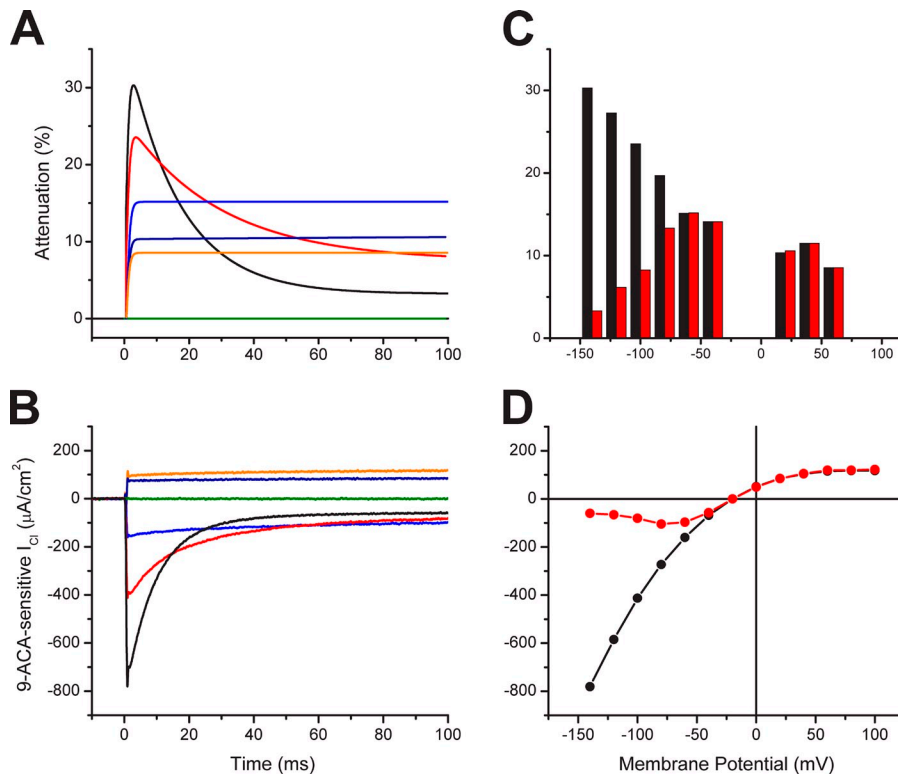 A
Attenuation (%)
30
20
10
0
0 20 40 60 80 100
B
9-ACA-sensitive I_Cl (µA/cm²)
200
0
-200
-400
-600
-800
0 20 40 60 80 100
Time (ms)
C
30
20
10
0
-150 -100 -50 0 50 100
D
200
0
-200
-400
-600
-800
-150 -100 -50 0 50 100
Membrane Potential (mV)